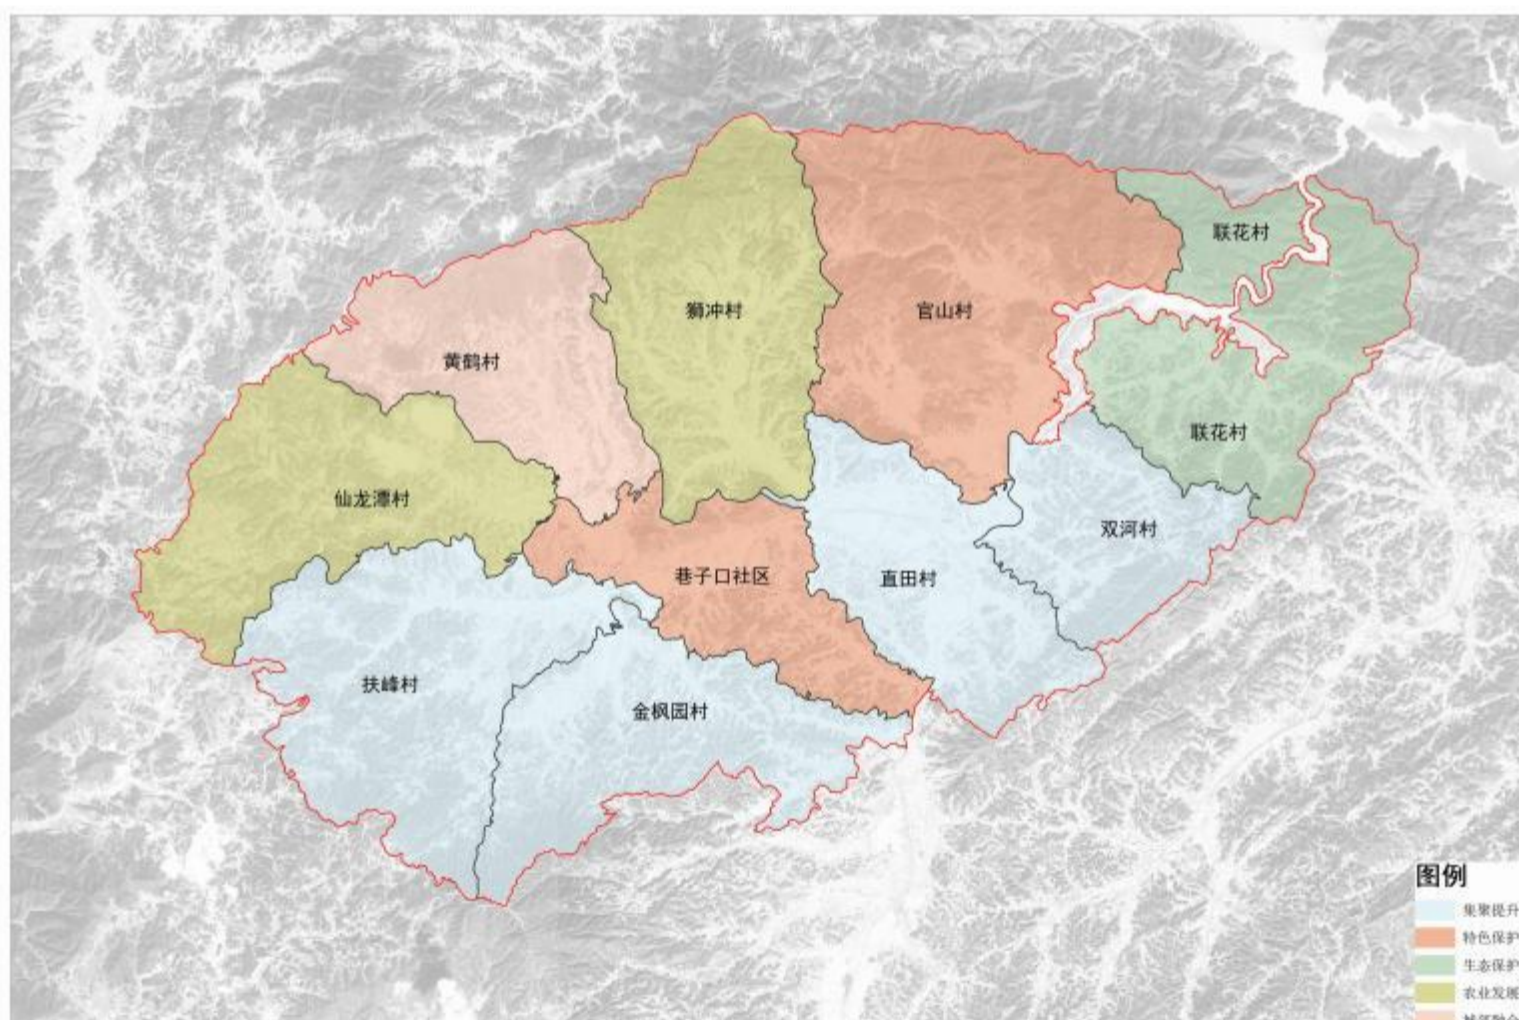 联花村
狮冲村
官山村
黄鹤村
联花村
仙龙潭村
双河村
巷子口社区
直田村
扶峰村
金枫园村
图例
集聚提升
特色保护
生态保护
农业发展